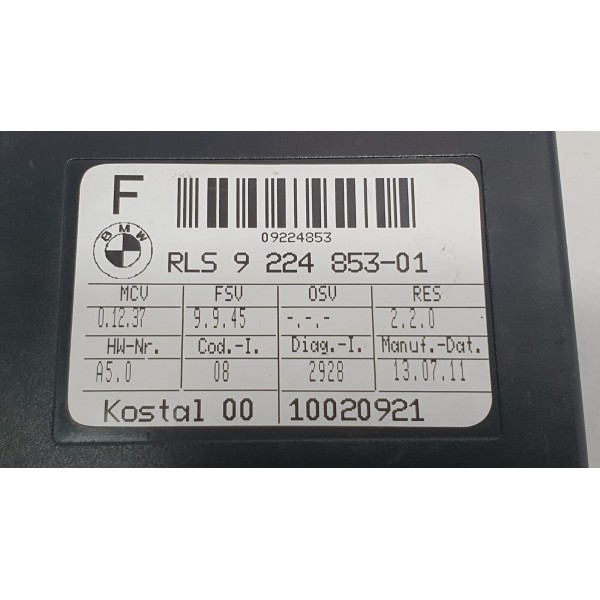 F
09224853
BMW
RLS 9 224 853-01
MCV FSV OSV RES
0.12.37 9.9.45 -.-.- 2.2.0
HW-Nr. Cod.-I. Diag.-I. Manuf.-Dat.
A5.0 08 2928 13.07.11
Kostal 00 10020921